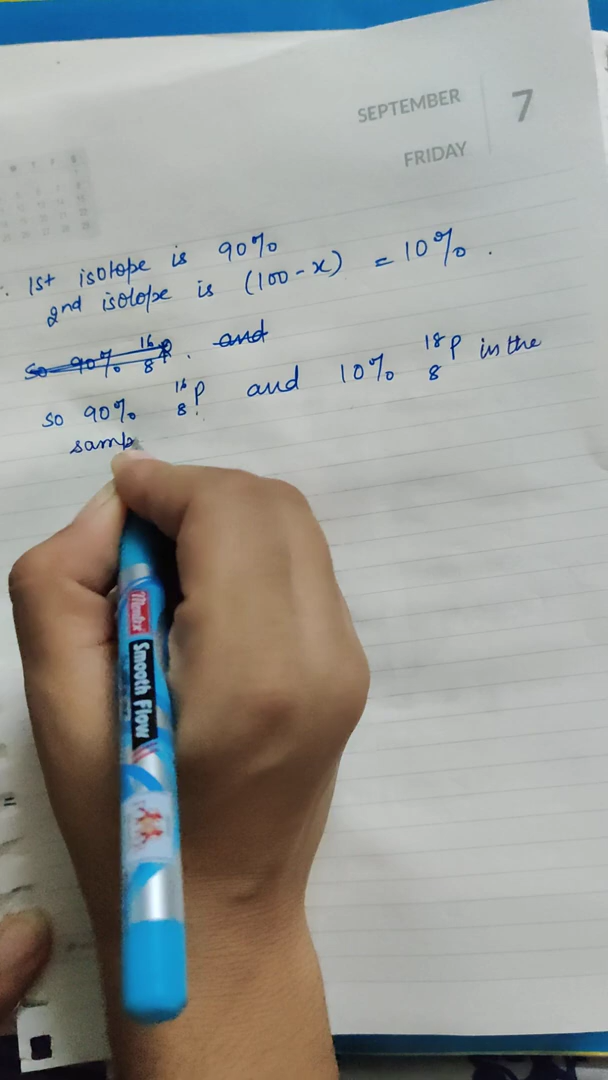 SEPTEMBER 7
FRIDAY
1st isotope is 90%
2nd isotope is (100-x) = 10%.
So 90% 16 8 P. and
so 90% 16 8 P and 10% 18 8 P in the
samp
Montex Smooth Flow